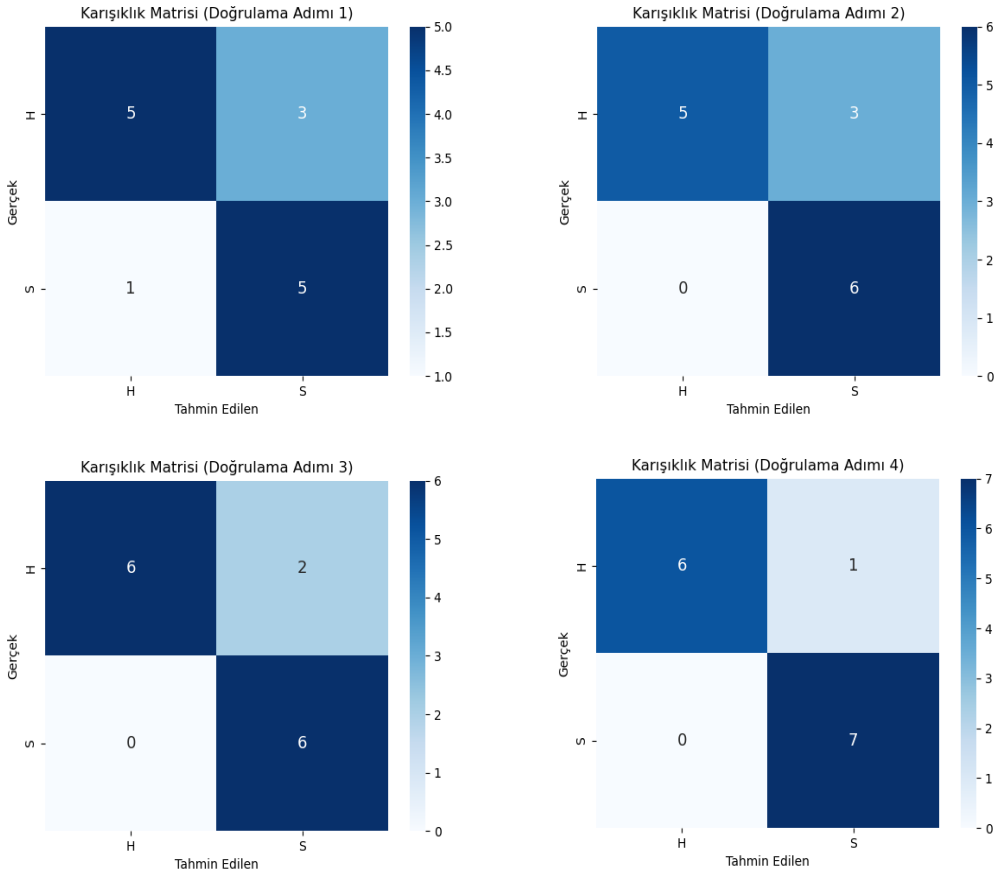 Karışıklık Matrisi (Doğrulama Adımı 1)
5.0
4.5
4.0
3.5
3.0
2.5
2.0
1.5
1.0
H
S
Gerçek
5 3
1 5
H S
Tahmin Edilen
Karışıklık Matrisi (Doğrulama Adımı 2)
6
5
4
3
2
1
0
H
S
Gerçek
5 3
0 6
H S
Tahmin Edilen
Karışıklık Matrisi (Doğrulama Adımı 3)
6
5
4
3
2
1
0
H
S
Gerçek
6 2
0 6
H S
Tahmin Edilen
Karışıklık Matrisi (Doğrulama Adımı 4)
7
6
5
4
3
2
1
0
H
S
Gerçek
6 1
0 7
H S
Tahmin Edilen